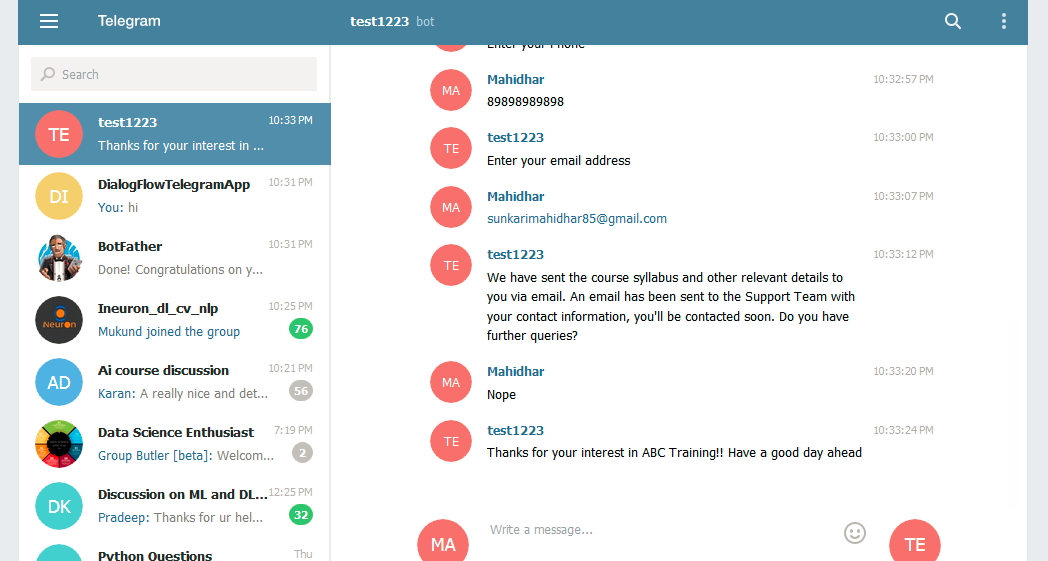 Telegram
test1223 bot
Search
test1223 10:33 PM
Thanks for your interest in ...
DialogFlowTelegramApp 10:31 PM
You: hi
BotFather 10:31 PM
Done! Congratulations on y...
Ineuron_dl_cv_nlp 10:25 PM
Mukund joined the group 76
Ai course discussion 10:21 PM
Karan: A really nice and det... 56
Data Science Enthusiast 7:19 PM
Group Butler [beta]: Welcom... 2
Discussion on ML and DL... 12:25 PM
Pradeep: Thanks for ur hel... 32
Python Questions Thu
TE
DI
iNeuron
AD
DK
Enter your Phone
MA
Mahidhar 10:32:57 PM
89898989898
TE
test1223 10:33:00 PM
Enter your email address
MA
Mahidhar 10:33:07 PM
sunkarimahidhar85@gmail.com
TE
test1223 10:33:12 PM
We have sent the course syllabus and other relevant details to
you via email. An email has been sent to the Support Team with
your contact information, you'll be contacted soon. Do you have
further queries?
MA
Mahidhar 10:33:20 PM
Nope
TE
test1223 10:33:24 PM
Thanks for your interest in ABC Training!! Have a good day ahead
MA
Write a message...
TE